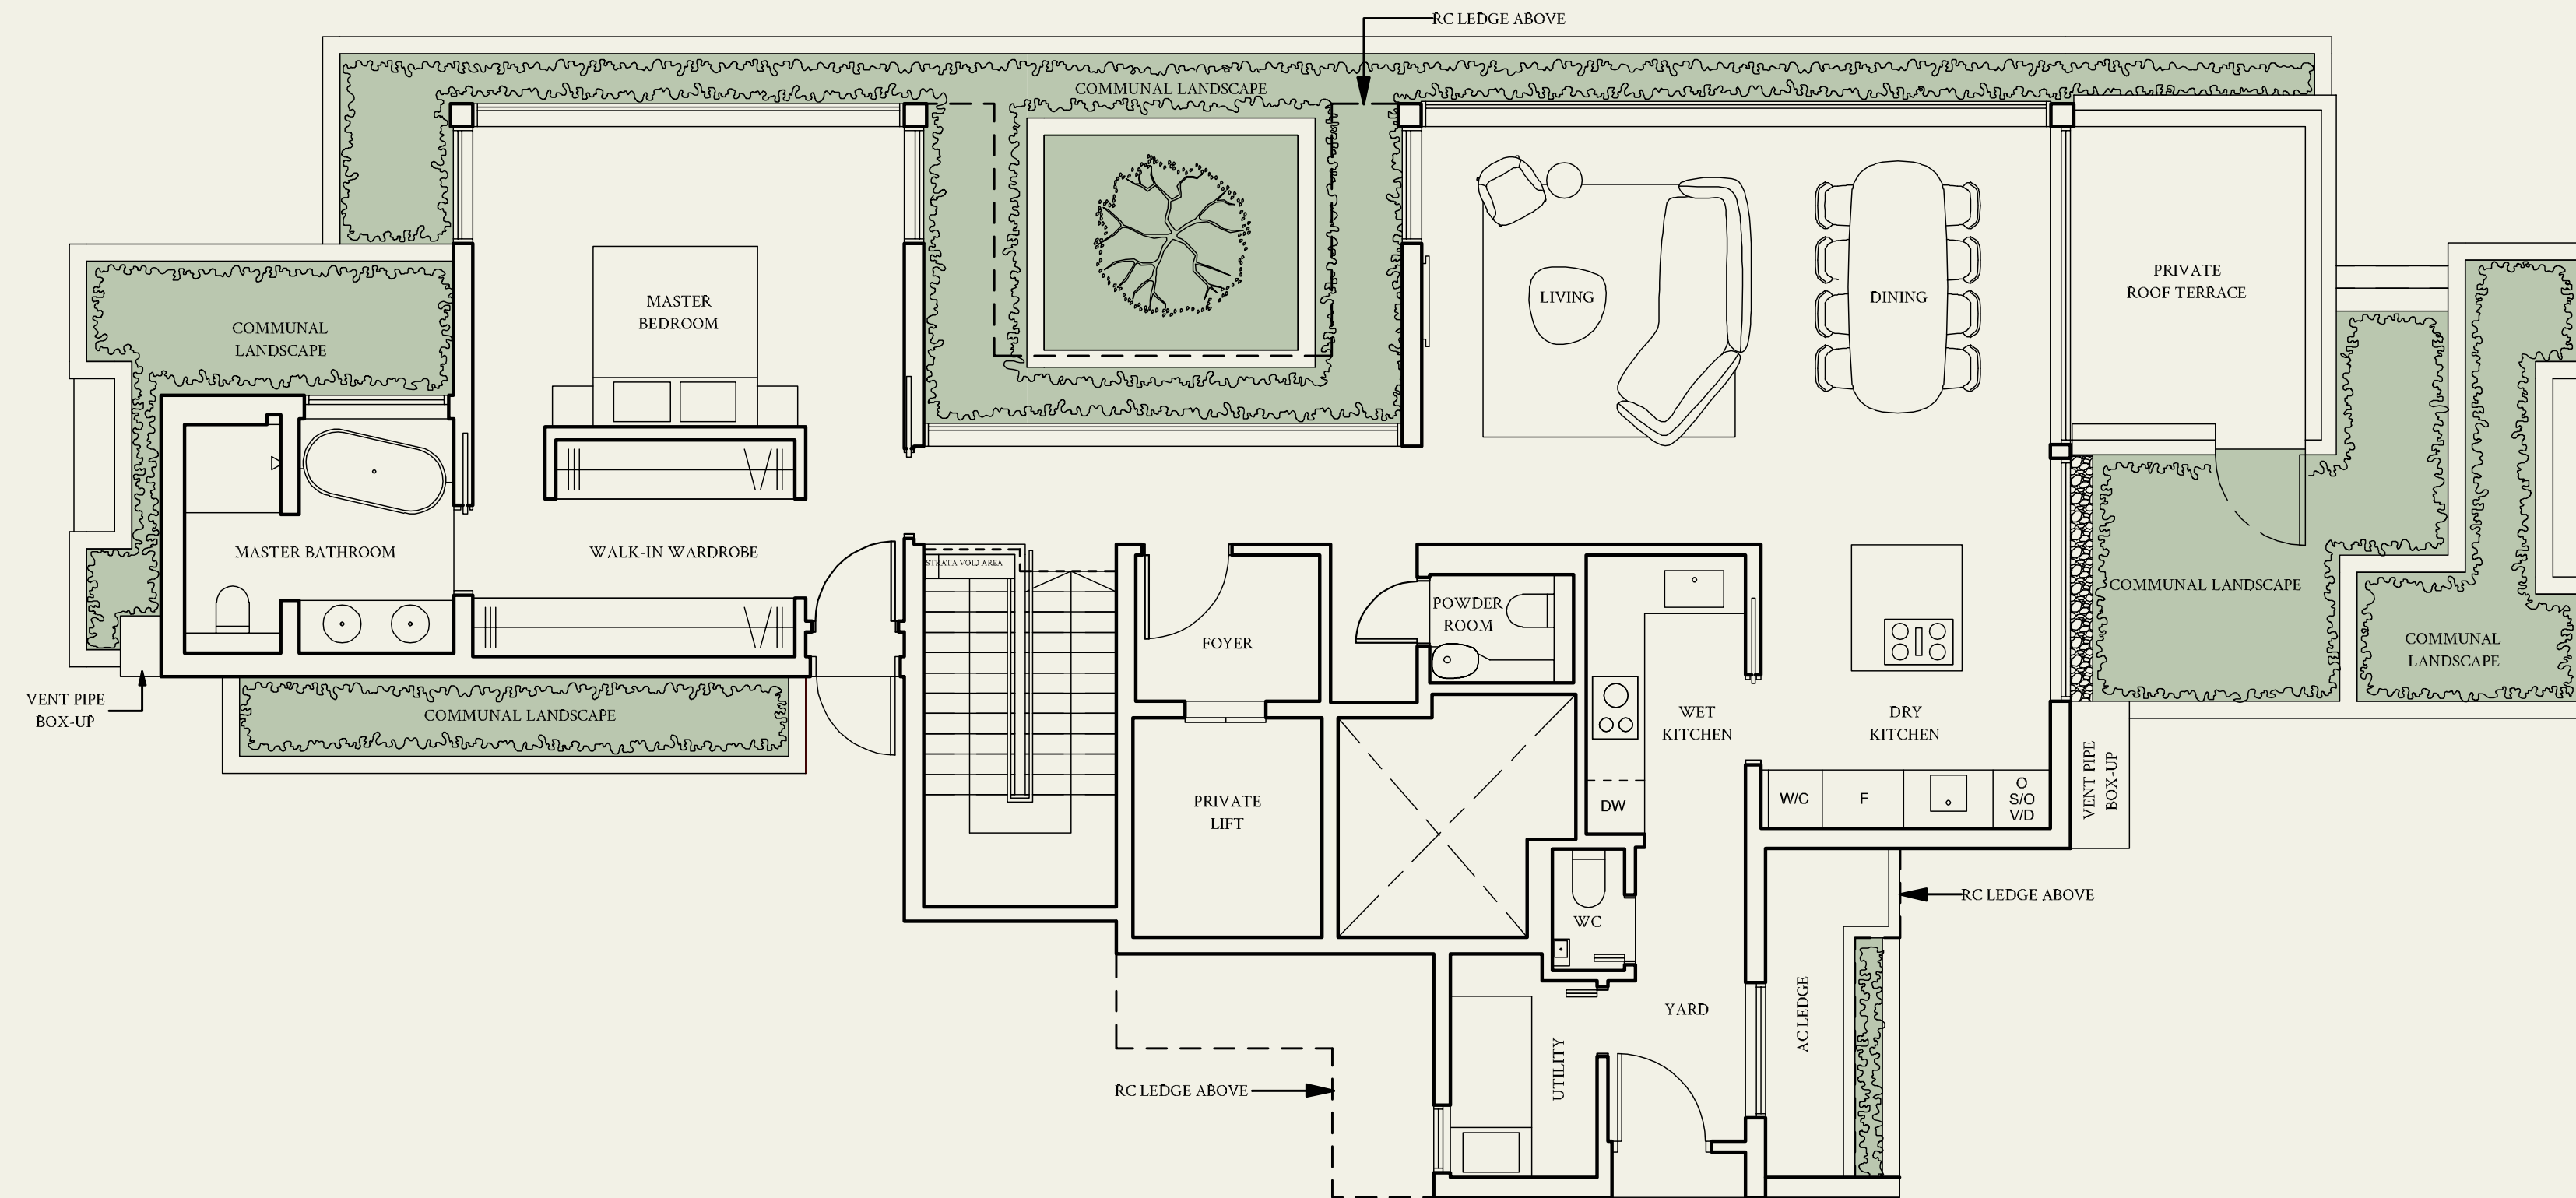 RC LEDGE ABOVE
COMMUNAL LANDSCAPE
COMMUNAL
LANDSCAPE
MASTER
BEDROOM
LIVING
DINING
PRIVATE
ROOF TERRACE
MASTER BATHROOM
WALK-IN WARDROBE
STRATA VOID AREA
FOYER
POWDER
ROOM
COMMUNAL LANDSCAPE
COMMUNAL
LANDSCAPE
VENT PIPE
BOX-UP
COMMUNAL LANDSCAPE
WET
KITCHEN
DRY
KITCHEN
PRIVATE
LIFT
DW
W/C
F
O
S/O
V/D
VENT PIPE
BOX-UP
RC LEDGE ABOVE
WC
YARD
AC LEDGE
UTILITY
RC LEDGE ABOVE